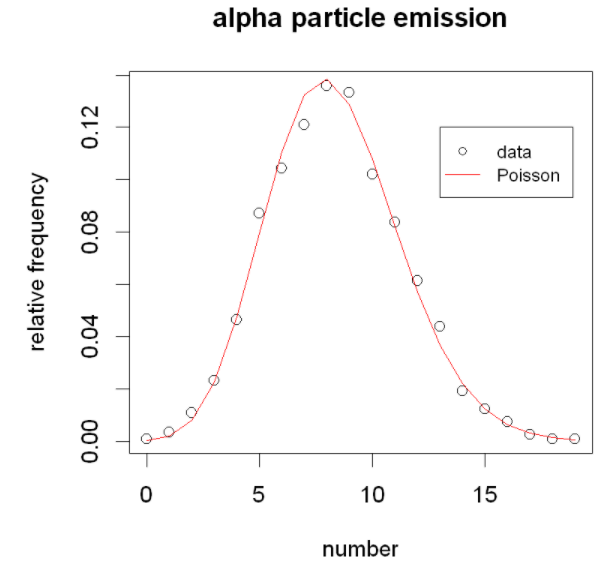 alpha particle emission
relative frequency
0.12
0.08
0.04
0.00
data
Poisson
0 5 10 15
number